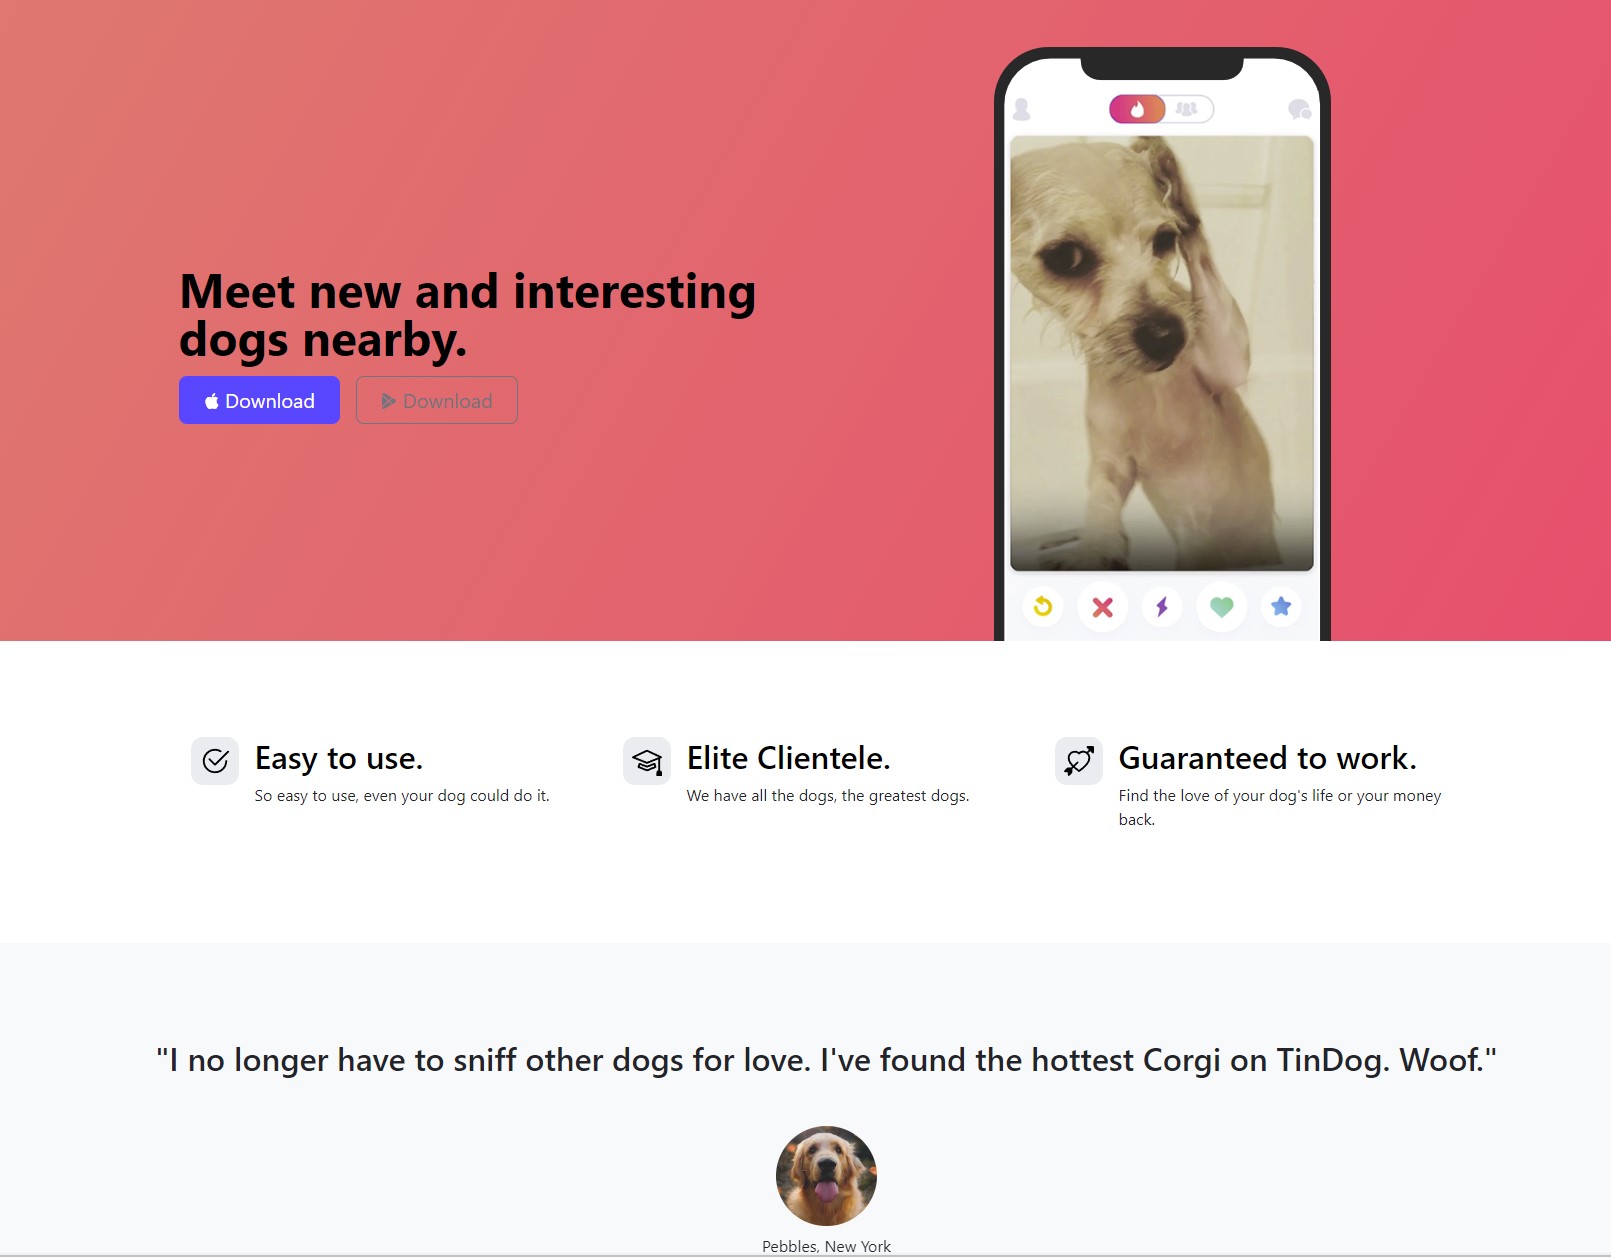 Meet new and interesting
dogs nearby.
Download
Download
Easy to use.
So easy to use, even your dog could do it.
Elite Clientele.
We have all the dogs, the greatest dogs.
Guaranteed to work.
Find the love of your dog's life or your money
back.
"I no longer have to sniff other dogs for love. I've found the hottest Corgi on TinDog. Woof."
Pebbles, New York